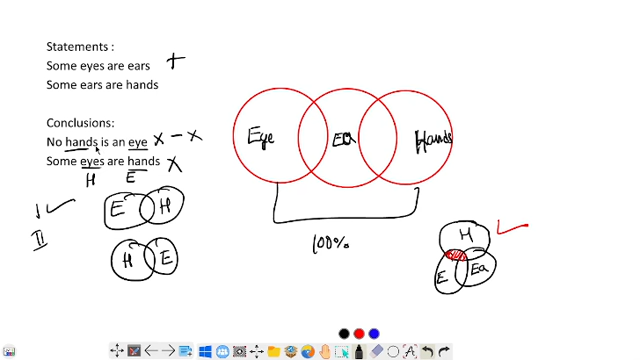 Statements :
Some eyes are ears +
Some ears are hands
Conclusions:
No hands is an eye X - X
Some eyes are hands X
H E
I ✓ E H
II H E
Eye Ea Hands
100%
H
E Ea